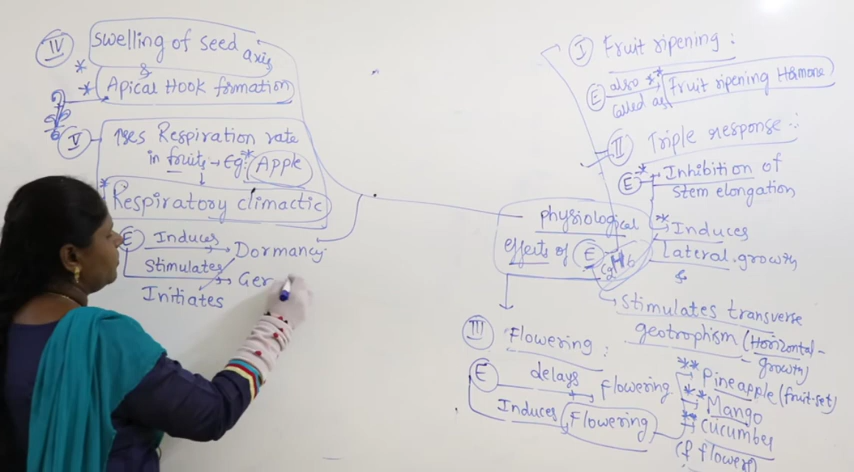 IV swelling of seed axis
&
* Apical Hook formation
V ↑ses Respiration rate
in fruits → Eg: * Apple
* Respiratory climactic
E Induces → Dormancy
Stimulates → Ger
Initiates
physiological
effects of E
I Fruit ripening :
E also called as Fruit ripening Hormone
II Triple response :
E * Inhibition of
stem elongation
** Induces
Lateral growth
&
Stimulates transverse
geotrophism (Horizontal-
growth)
III Flowering :
E delays → Flowering
Induces Flowering
** Pineapple (fruit-set)
** Mango
** Cucumber
(♀ flower)